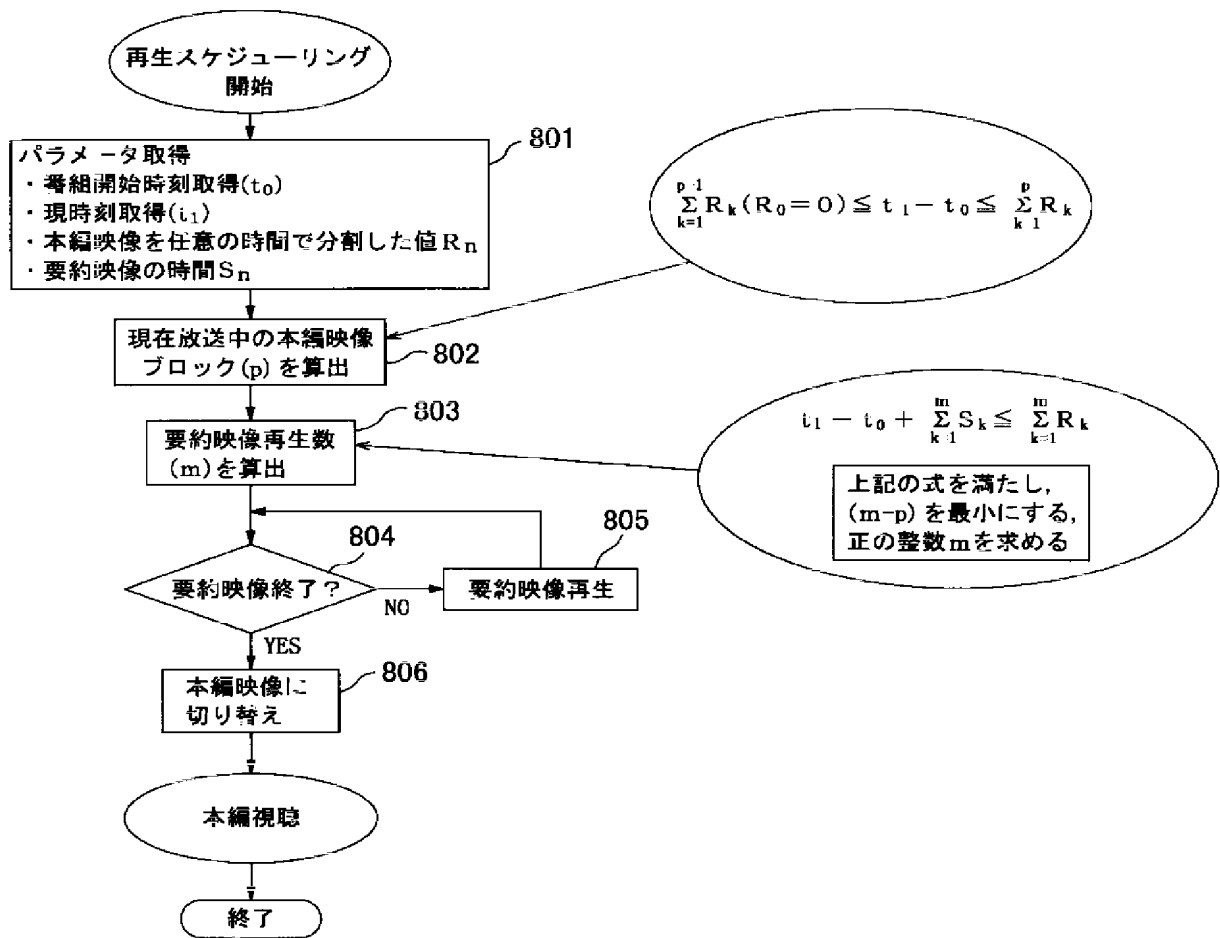 再生スケジューリング
開始
801
パラメータ取得
・番組開始時刻取得(t0)
・現時刻取得(t1)
・本編映像を任意の時間で分割した値Rn
・要約映像の時間Sn
p-1 Σ k=1 Rk(R0=0)≦t1-t0≦ p Σ k=1 Rk
現在放送中の本編映像
ブロック(p)を算出
802
803
要約映像再生数
(m)を算出
t1-t0+ m Σ k=1 Sk≦ m Σ k=1 Rk
上記の式を満たし,
(m-p)を最小にする,
正の整数mを求める
804
要約映像終了?
NO
805
要約映像再生
YES
806
本編映像に
切り替え
本編視聴
終了